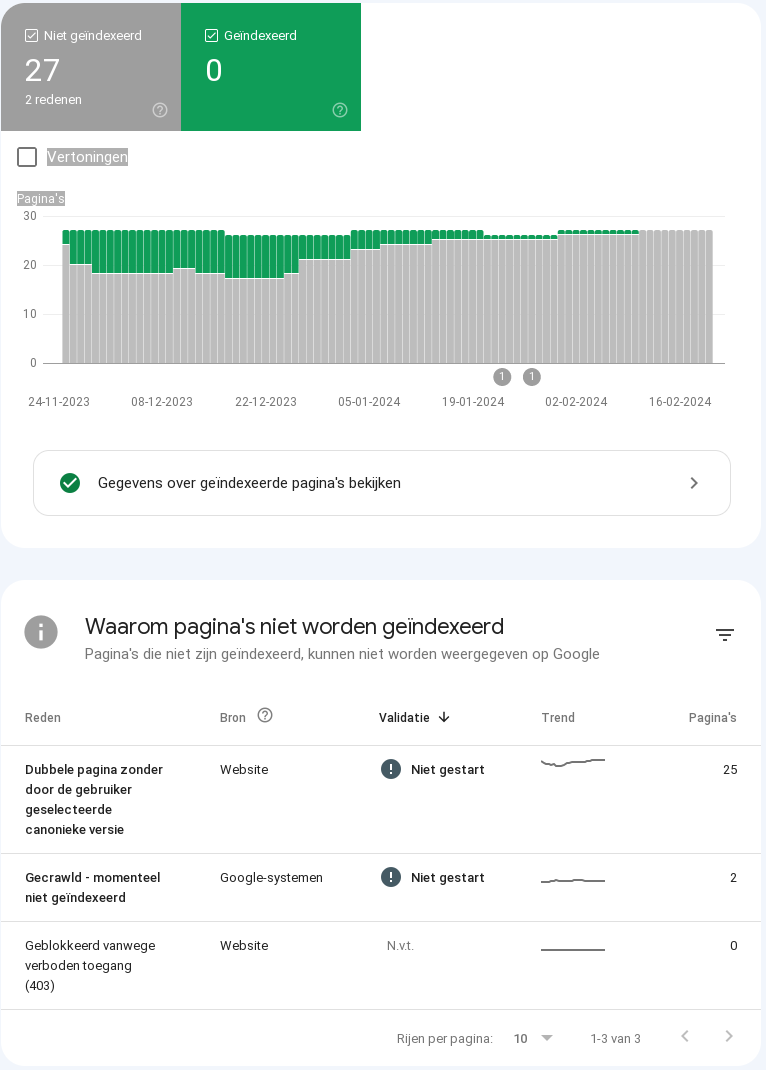 Niet geïndexeerd
Geïndexeerd
27
0
2 redenen
Vertoningen
Pagina's
30
20
10
0
1 1
24-11-2023 08-12-2023 22-12-2023 05-01-2024 19-01-2024 02-02-2024 16-02-2024
Gegevens over geïndexeerde pagina's bekijken
Waarom pagina's niet worden geïndexeerd
Pagina's die niet zijn geïndexeerd, kunnen niet worden weergegeven op Google
Reden Bron Validatie Trend Pagina's
Dubbele pagina zonder Website Niet gestart 25
door de gebruiker
geselecteerde
canonieke versie
Gecrawld - momenteel Google-systemen Niet gestart 2
niet geïndexeerd
Geblokkeerd vanwege Website N.v.t. 0
verboden toegang
(403)
Rijen per pagina: 10 1-3 van 3